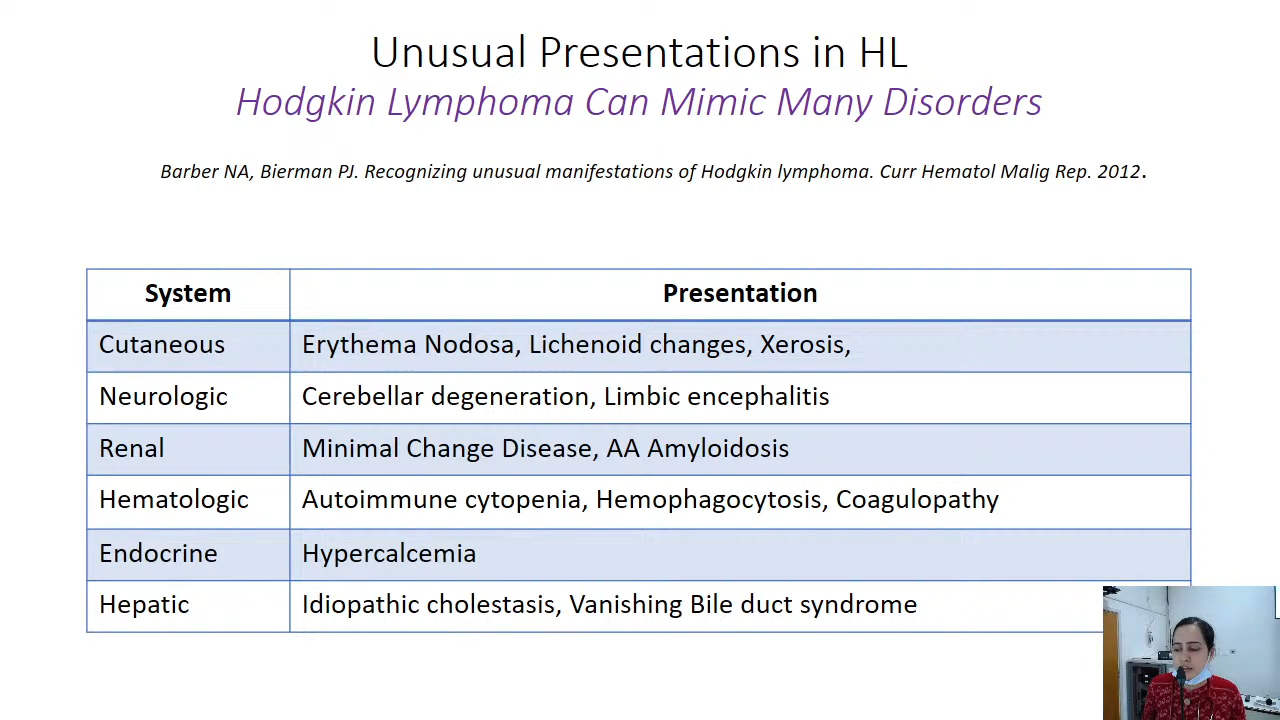 Unusual Presentations in HL
Hodgkin Lymphoma Can Mimic Many Disorders
Barber NA, Bierman PJ. Recognizing unusual manifestations of Hodgkin lymphoma. Curr Hematol Malig Rep. 2012.
System Presentation
Cutaneous Erythema Nodosa, Lichenoid changes, Xerosis,
Neurologic Cerebellar degeneration, Limbic encephalitis
Renal Minimal Change Disease, AA Amyloidosis
Hematologic Autoimmune cytopenia, Hemophagocytosis, Coagulopathy
Endocrine Hypercalcemia
Hepatic Idiopathic cholestasis, Vanishing Bile duct syndrome